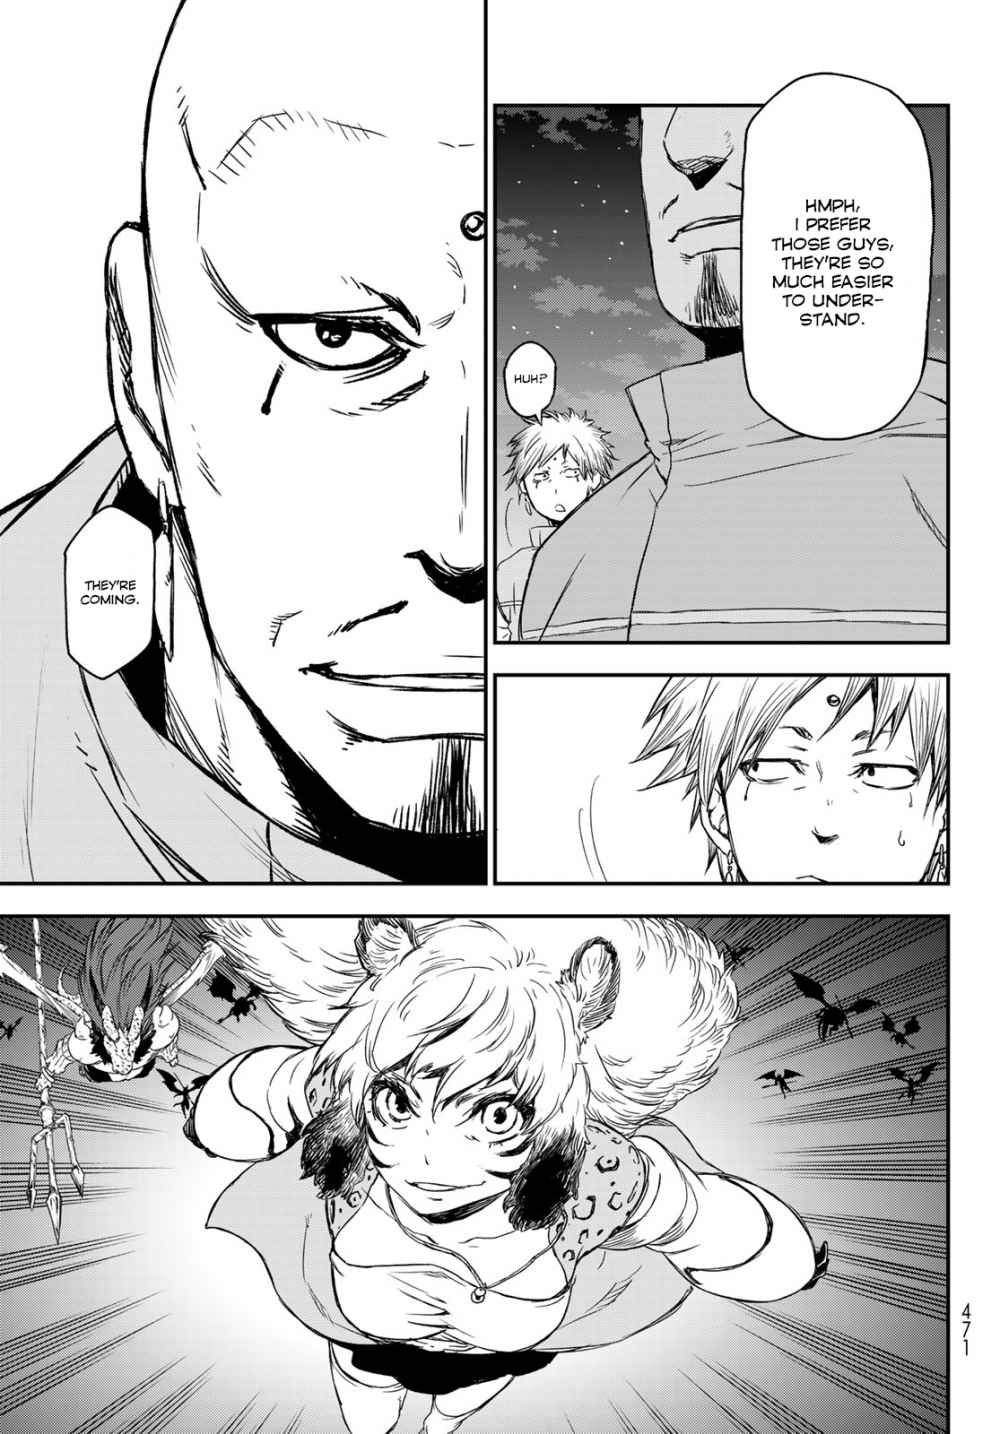 HMPH,
I PREFER
THOSE GUYS,
THEY'RE SO
MUCH EASIER
TO UNDER-
STAND.
HUH?
THEY'RE
COMING.
471